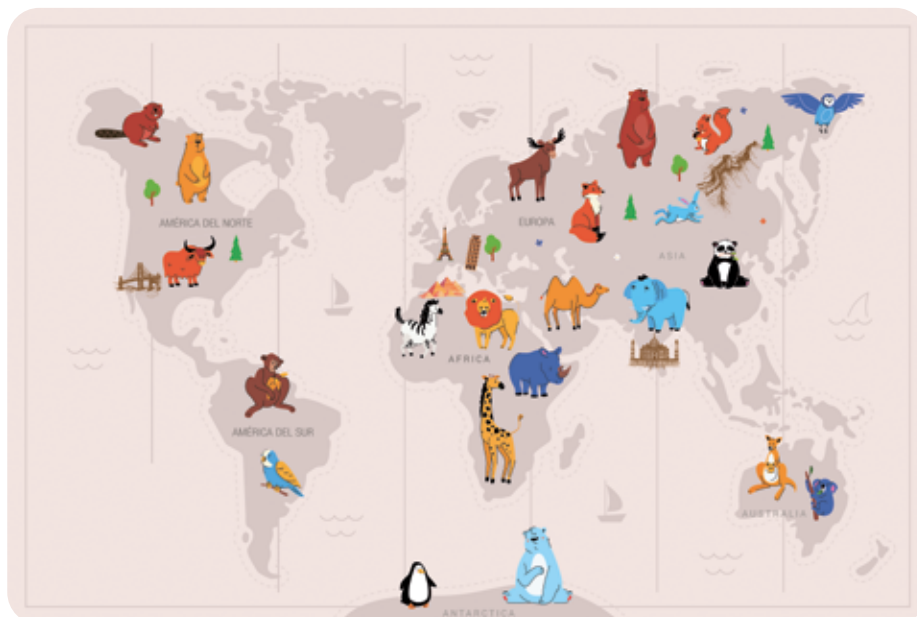 AMÉRICA DEL NORTE
EUROPA
ASIA
AFRICA
AMÉRICA DEL SUR
AUSTRALIA
ANTARCTICA